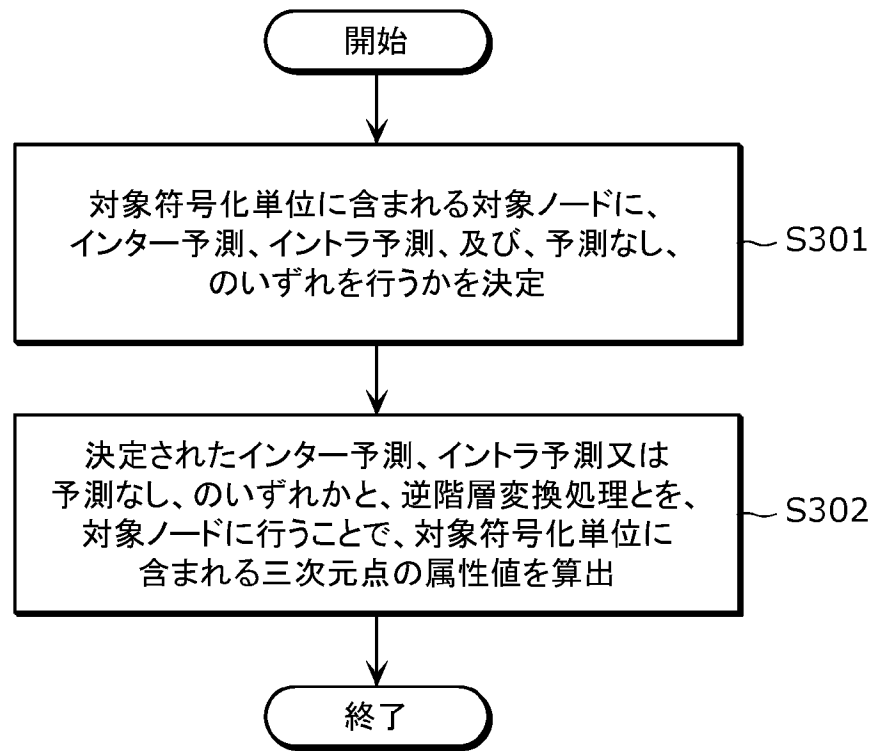 開始
対象符号化単位に含まれる対象ノードに、
インター予測、イントラ予測、及び、予測なし、
のいずれを行うかを決定
S301
決定されたインター予測、イントラ予測又は
予測なし、のいずれかと、逆階層変換処理とを、
対象ノードに行うことで、対象符号化単位に
含まれる三次元点の属性値を算出
S302
終了